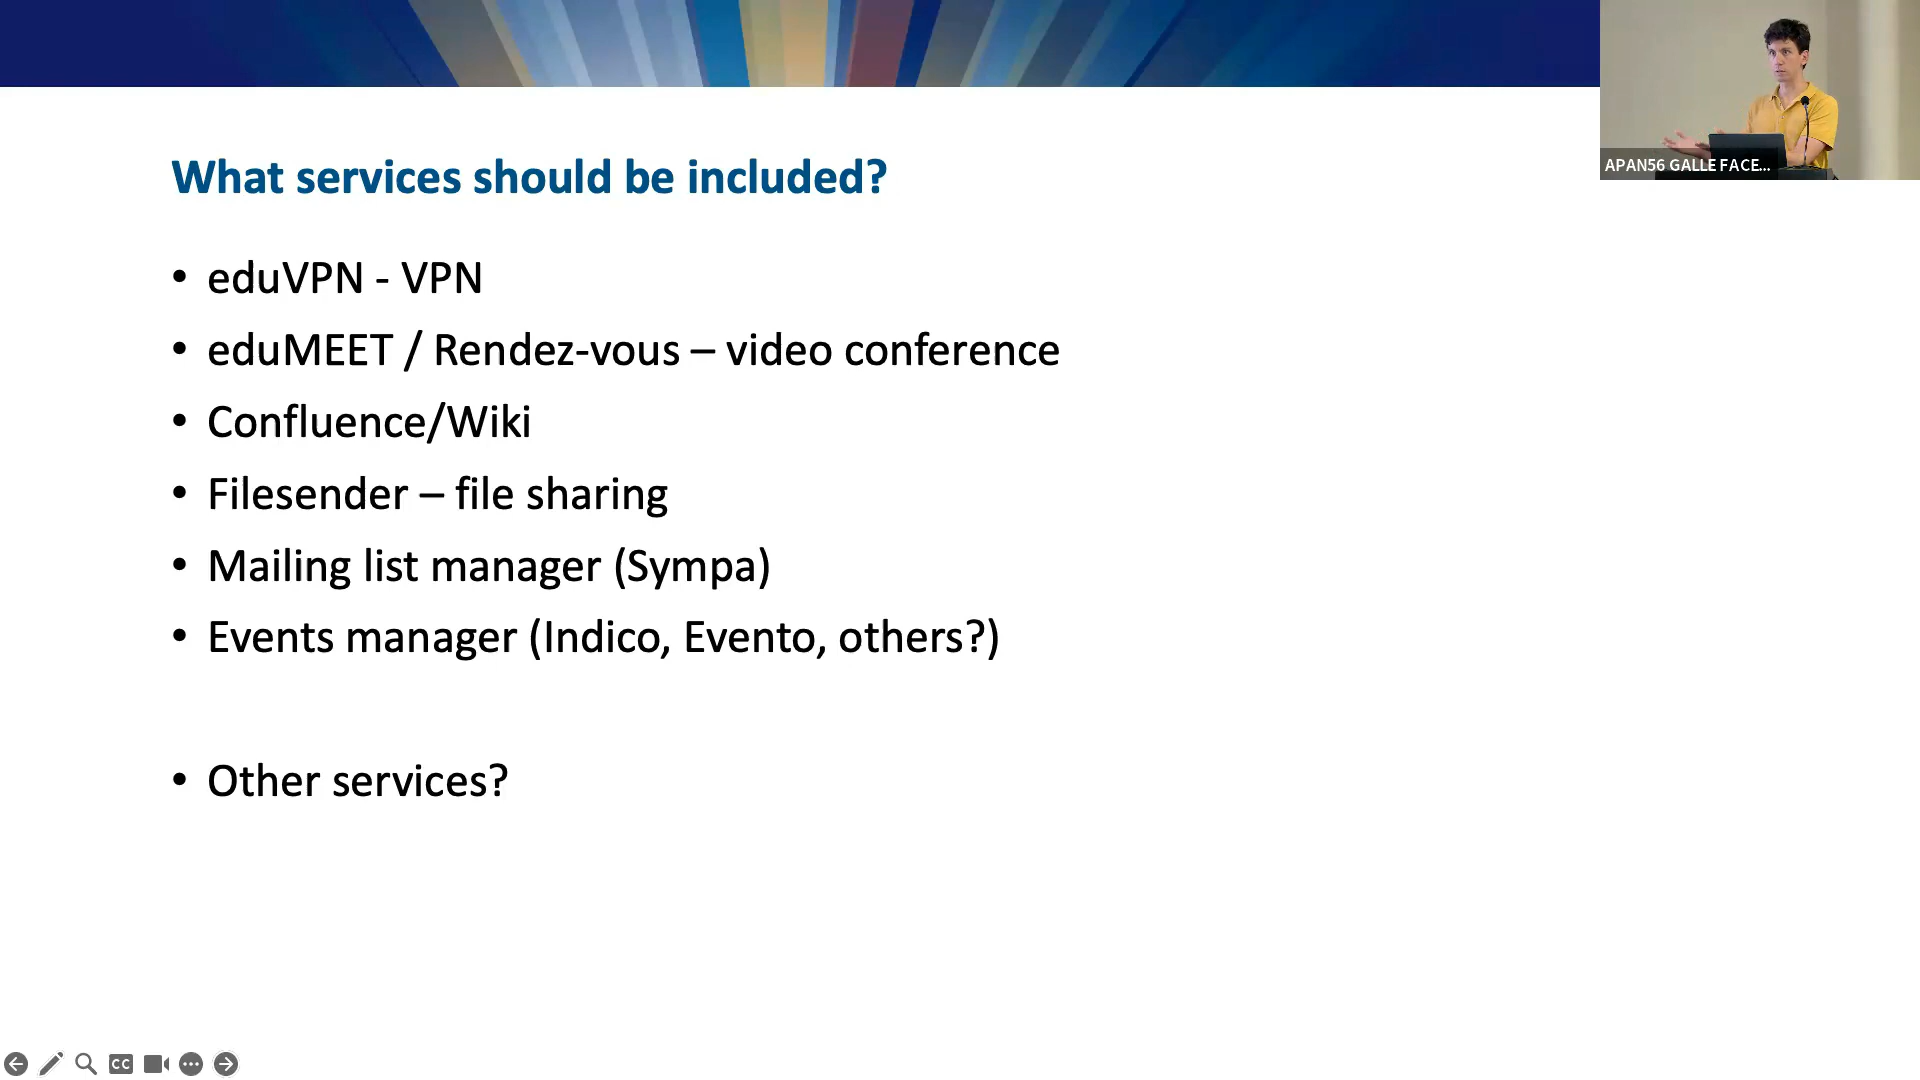 APAN56 GALLE FACE...
What services should be included?
• eduVPN - VPN
• eduMEET / Rendez-vous – video conference
• Confluence/Wiki
• Filesender – file sharing
• Mailing list manager (Sympa)
• Events manager (Indico, Evento, others?)
• Other services?
CC